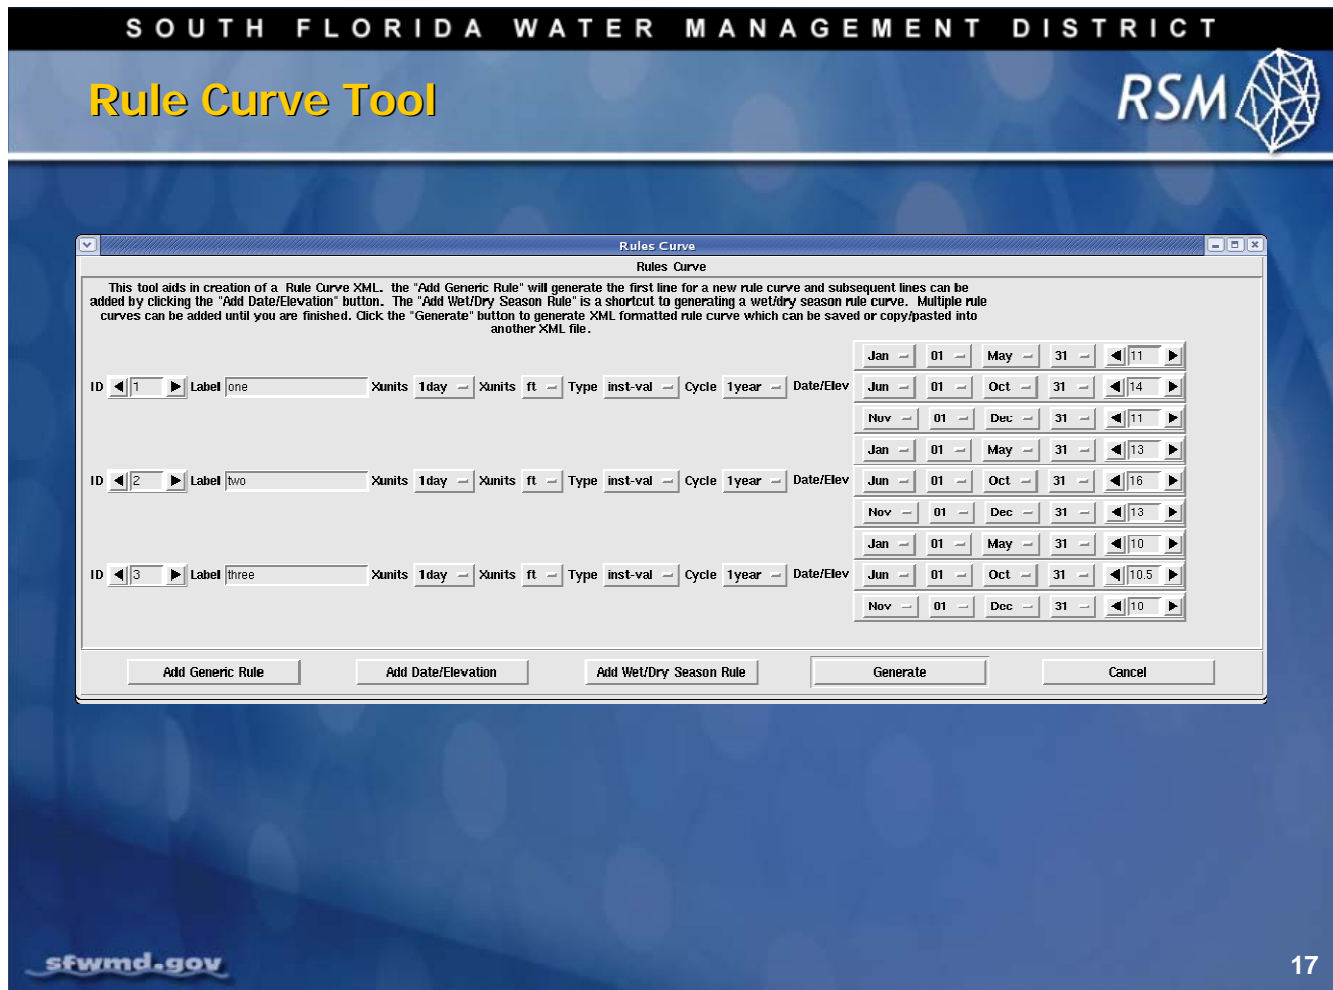 SOUTH FLORIDA WATER MANAGEMENT DISTRICT
Rule Curve Tool
RSM
Rules Curve
Rules Curve
This tool aids in creation of a Rule Curve XML. the "Add Generic Rule" will generate the first line for a new rule curve and subsequent lines can be
added by clicking the "Add Date/Elevation" button. The "Add Wet/Dry Season Rule" is a shortcut to generating a wet/dry season rule curve. Multiple rule
curves can be added until you are finished. Click the "Generate" button to generate XML formatted rule curve which can be saved or copy/pasted into
another XML file.
Jan 01 May 31 11
ID 1 Label one Xunits 1day Xunits ft Type inst-val Cycle 1year Date/Elev Jun 01 Oct 31 14
Nov 01 Dec 31 11
Jan 01 May 31 13
ID 2 Label two Xunits 1day Xunits ft Type inst-val Cycle 1year Date/Elev Jun 01 Oct 31 16
Nov 01 Dec 31 13
Jan 01 May 31 10
ID 3 Label three Xunits 1day Xunits ft Type inst-val Cycle 1year Date/Elev Jun 01 Oct 31 10.5
Nov 01 Dec 31 10
Add Generic Rule Add Date/Elevation Add Wet/Dry Season Rule Generate Cancel
sfwmd.gov
17